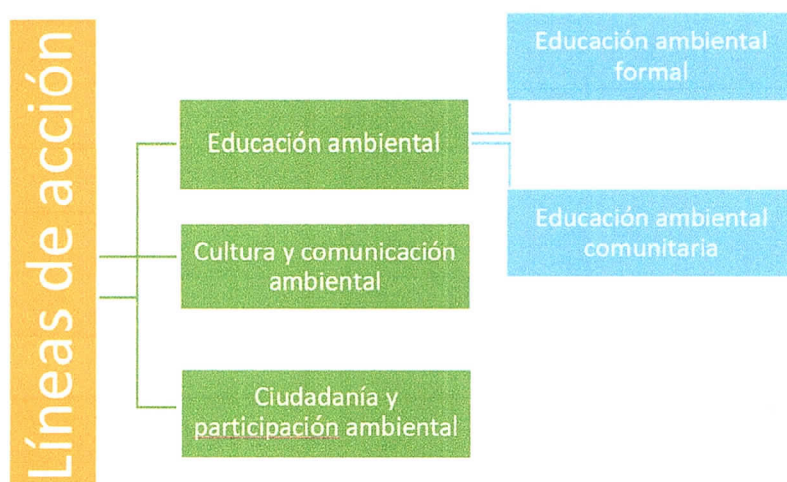 Líneas de acción
Educación ambiental
Cultura y comunicación
ambiental
Ciudadanía y
participación ambiental
Educación ambiental
formal
Educación ambiental
comunitaria